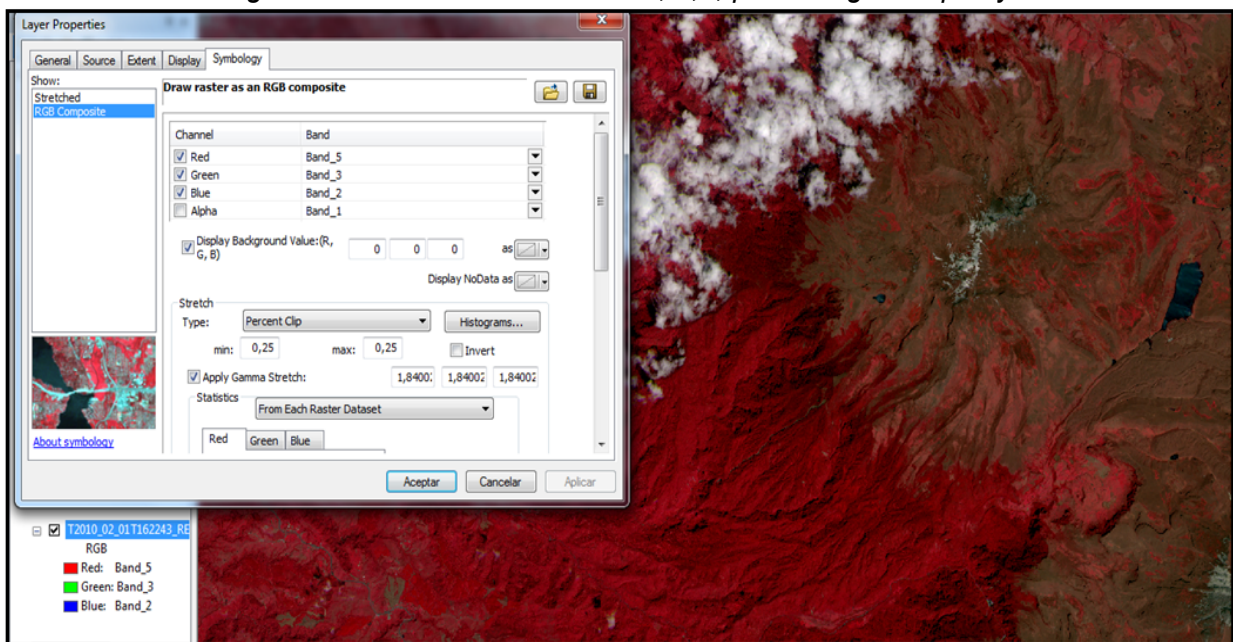 Layer Properties
General Source Extent Display Symbology
Show:
Stretched
RGB Composite
Draw raster as an RGB composite
Channel Band
Red Band_5
Green Band_3
Blue Band_2
Alpha Band_1
Display Background Value:(R, G, B) 0 0 0 as
Display NoData as
Stretch
Type: Percent Clip Histograms...
min: 0,25 max: 0,25 Invert
Apply Gamma Stretch: 1,84002 1,84002 1,84002
Statistics
From Each Raster Dataset
Red Green Blue
About symbology
Aceptar Cancelar Aplicar
T2010_02_01T162243_RE
RGB
Red: Band_5
Green: Band_3
Blue: Band_2